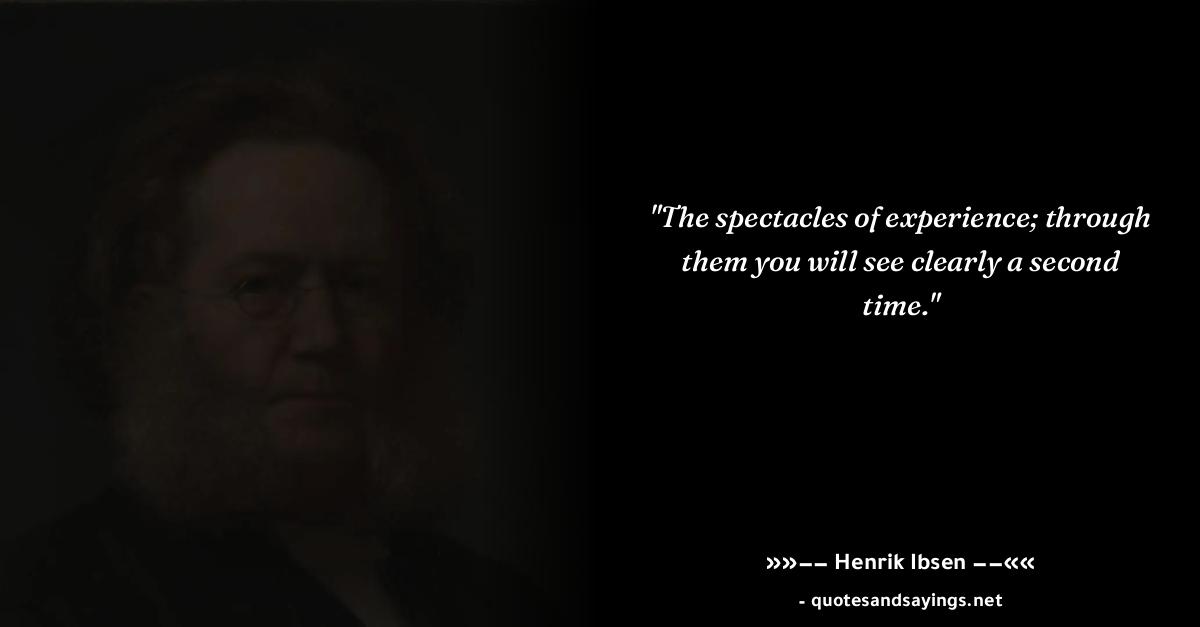 "The spectacles of experience; through
them you will see clearly a second
time."
»»−− Henrik Ibsen −−««
- quotesandsayings.net